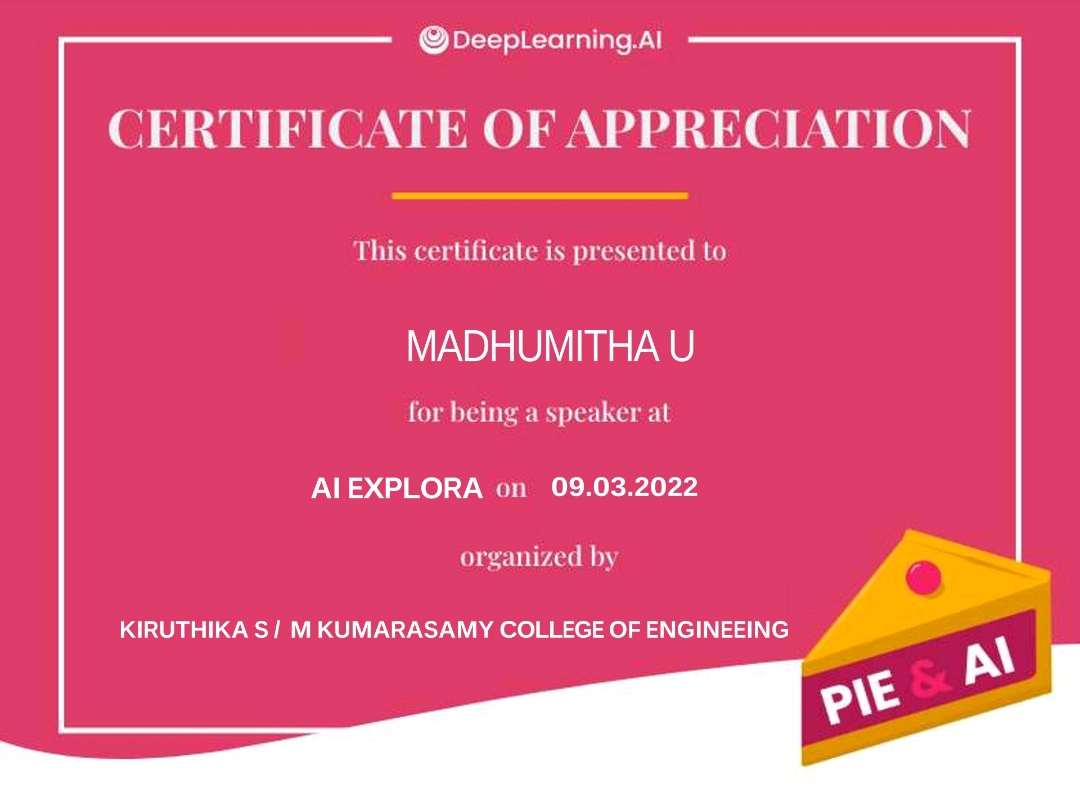 DeepLearning.AI
CERTIFICATE OF APPRECIATION
This certificate is presented to
MADHUMITHA U
for being a speaker at
AI EXPLORA on 09.03.2022
organized by
KIRUTHIKA S / M KUMARASAMY COLLEGE OF ENGINEEING
PIE & AI